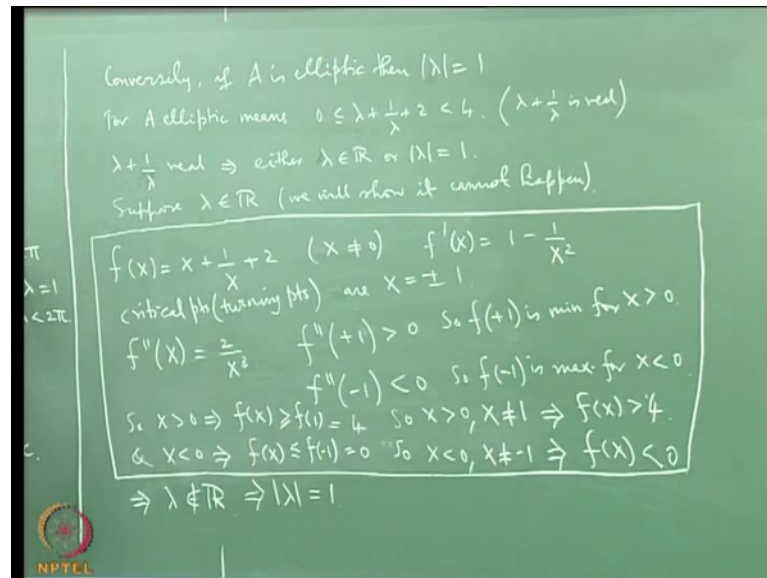 Conversely, if A is elliptic then |λ| = 1
For A elliptic means 0 ≤ λ + 1/λ + 2 < 4. (λ + 1/λ is real)
λ + 1/λ real ⇒ either λ ∈ ℝ or |λ| = 1.
Suppose λ ∈ ℝ (we will show it cannot happen).
f(x) = x + 1/x + 2 (x ≠ 0) f'(x) = 1 - 1/x²
critical pts (turning pts) are x = ± 1.
f''(x) = 2/x³. f''(+1) > 0 So f(+1) is min for x > 0.
f''(-1) < 0 So f(-1) is max. for x < 0
So x > 0 ⇒ f(x) ≥ f(1) = 4 So x > 0, x ≠ 1 ⇒ f(x) > 4.
& x < 0 ⇒ f(x) ≤ f(-1) = 0 So x < 0, x ≠ -1 ⇒ f(x) < 0
⇒ λ ∉ ℝ ⇒ |λ| = 1
π
λ = 1
< 2π.
c.
NPTEL